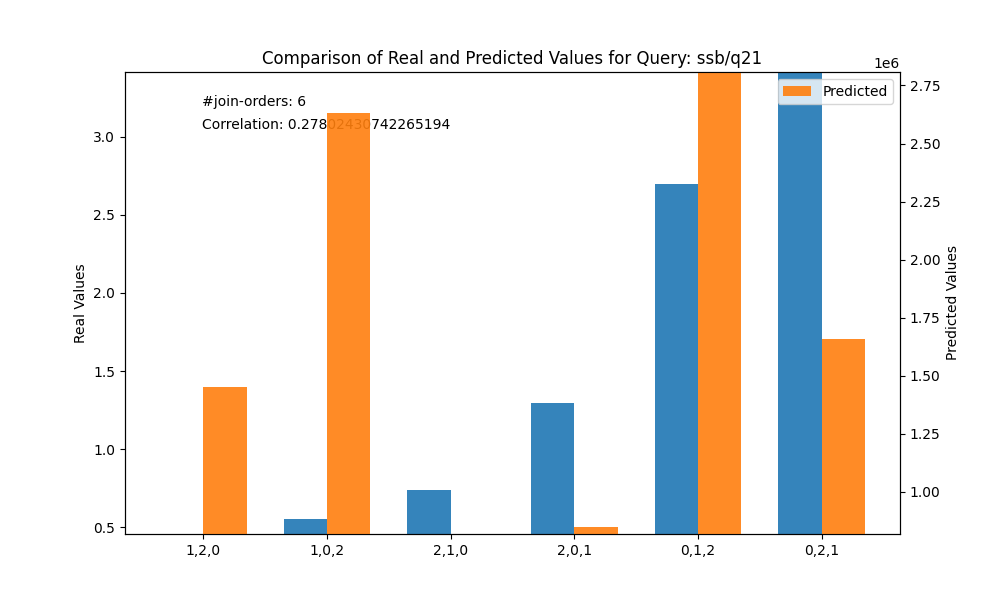 Comparison of Real and Predicted Values for Query: ssb/q21
1e6
#join-orders: 6
Correlation: 0.27802430742265194
Predicted
Real Values
3.0
2.5
2.0
1.5
1.0
0.5
2.75
2.50
2.25
2.00
1.75
1.50
1.25
1.00
Predicted Values
1,2,0
1,0,2
2,1,0
2,0,1
0,1,2
0,2,1